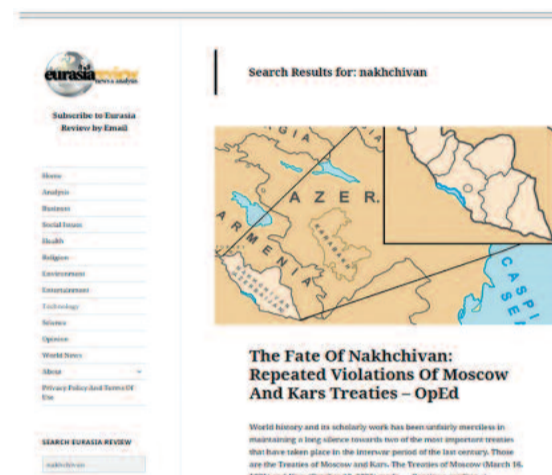 eurasiareview
news & analysis
Subscribe to Eurasia
Review by Email
Home
Analysis
Business
Social Issues
Health
Religion
Environment
Entertainment
Technology
Science
Opinion
World News
About
Privacy Policy And Terms Of
Use
SEARCH EURASIA REVIEW
nakhchivan
Search Results for: nakhchivan
GIA
AZER.
ARMENIA
CASPI
SE
The Fate Of Nakhchivan:
Repeated Violations Of Moscow
And Kars Treaties – OpEd
World history and its scholarly work has been unfairly merciless in
maintaining a long silence towards two of the most important treaties
that have taken place in the interwar period of the last century. Those
are the Treaties of Moscow and Kars. The Treaties of Moscow (March 16,